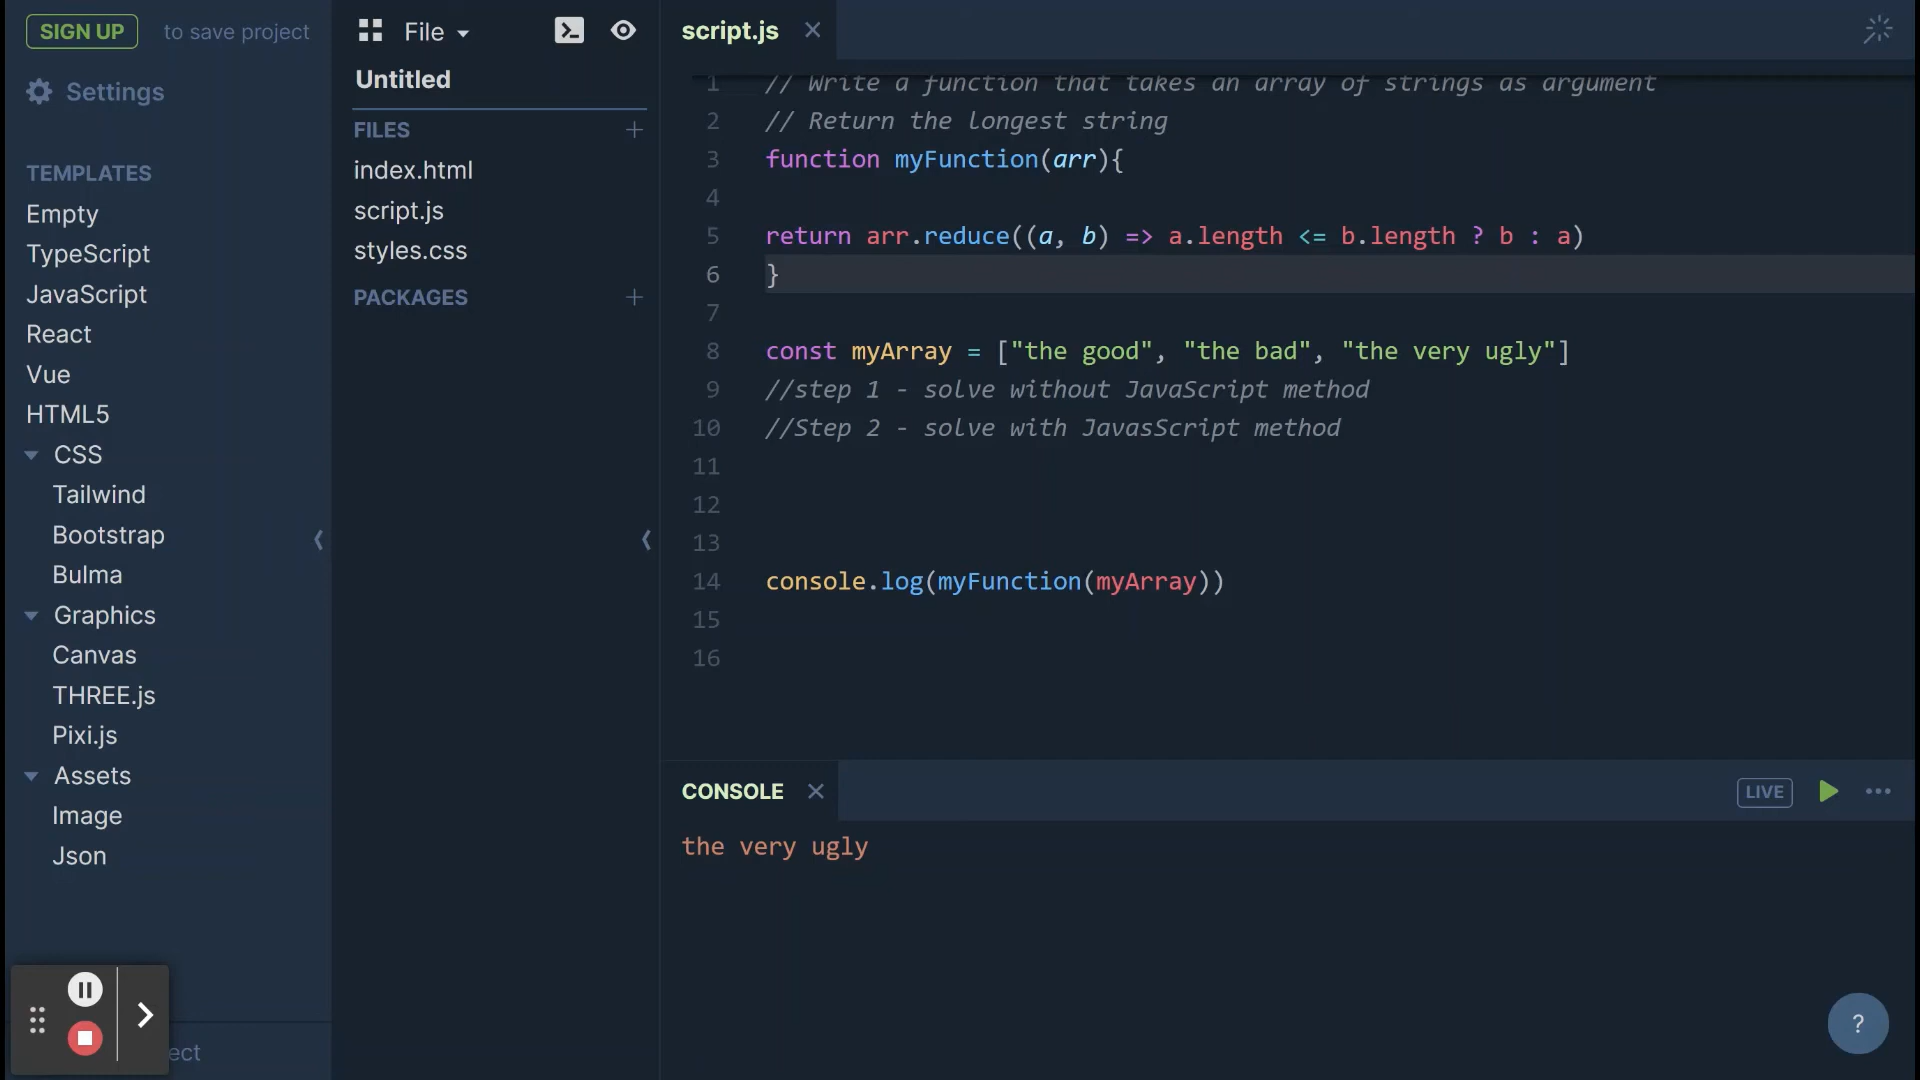 SIGN UP to save project
Settings
TEMPLATES
Empty
TypeScript
JavaScript
React
Vue
HTML5
CSS
Tailwind
Bootstrap
Bulma
Graphics
Canvas
THREE.js
Pixi.js
Assets
Image
Json
ect
File
Untitled
FILES
index.html
script.js
styles.css
PACKAGES
script.js
1 // Write a function that takes an array of strings as argument
2 // Return the longest string
3 function myFunction(arr){
4
5 return arr.reduce((a, b) => a.length <= b.length ? b : a)
6 }
7
8 const myArray = ["the good", "the bad", "the very ugly"]
9 //step 1 - solve without JavaScript method
10 //Step 2 - solve with JavasScript method
11
12
13
14 console.log(myFunction(myArray))
15
16
CONSOLE
LIVE
the very ugly
?